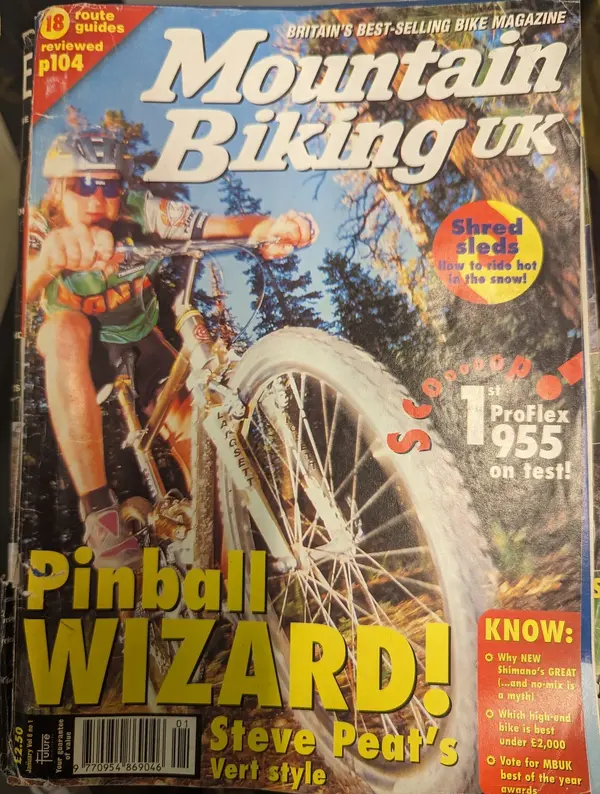 18 route
guides
reviewed
p104
BRITAIN'S BEST-SELLING BIKE MAGAZINE
Mountain
Biking UK
Shred
sleds
How to ride hot
in the snow!
Scoooooop!
1st
ProFlex
955
on test!
Pinball
WIZARD!
Steve Peat's
Vert style
KNOW:
Why NEW
Shimano's GREAT
(...and no-mix is
a myth)
Which high-end
bike is best
under £2,000
Vote for MBUK
best of the year
awards
£2.50
future
Your guarantee
of value
01
9 770954 869046